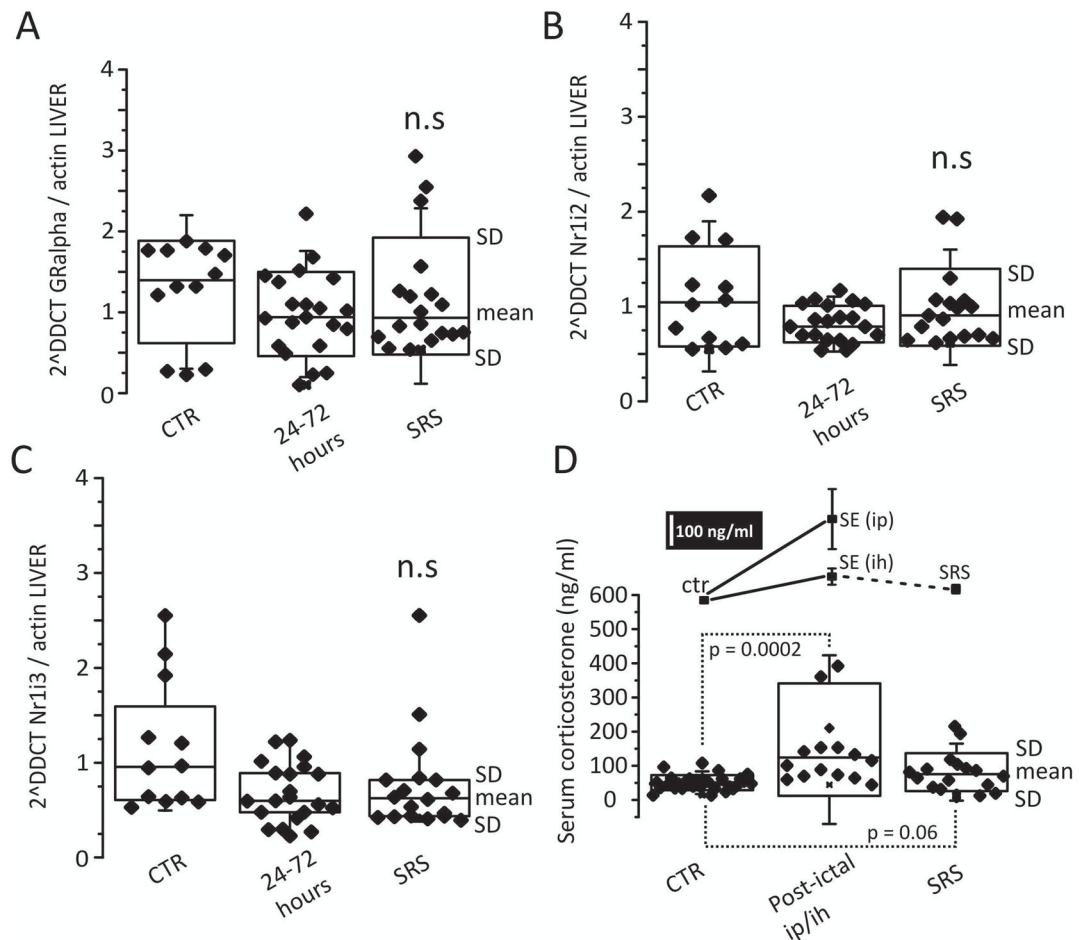 A
2^DDCT GRalpha / actin LIVER
4
3
2
1
0
n.s
SD
mean
SD
CTR
24-72
hours
SRS
B
2^DDCT Nr1i2 / actin LIVER
4
3
2
1
0
n.s
SD
mean
SD
CTR
24-72
hours
SRS
C
2^DDCT Nr1i3 / actin LIVER
4
3
2
1
0
n.s
SD
mean
SD
CTR
24-72
hours
SRS
D
Serum corticosterone (ng/ml)
100 ng/ml
SE (ip)
SE (ih)
ctr
SRS
600
500
400
300
200
100
0
p = 0.0002
SD
mean
SD
p = 0.06
CTR
Post-ictal
ip/ih
SRS